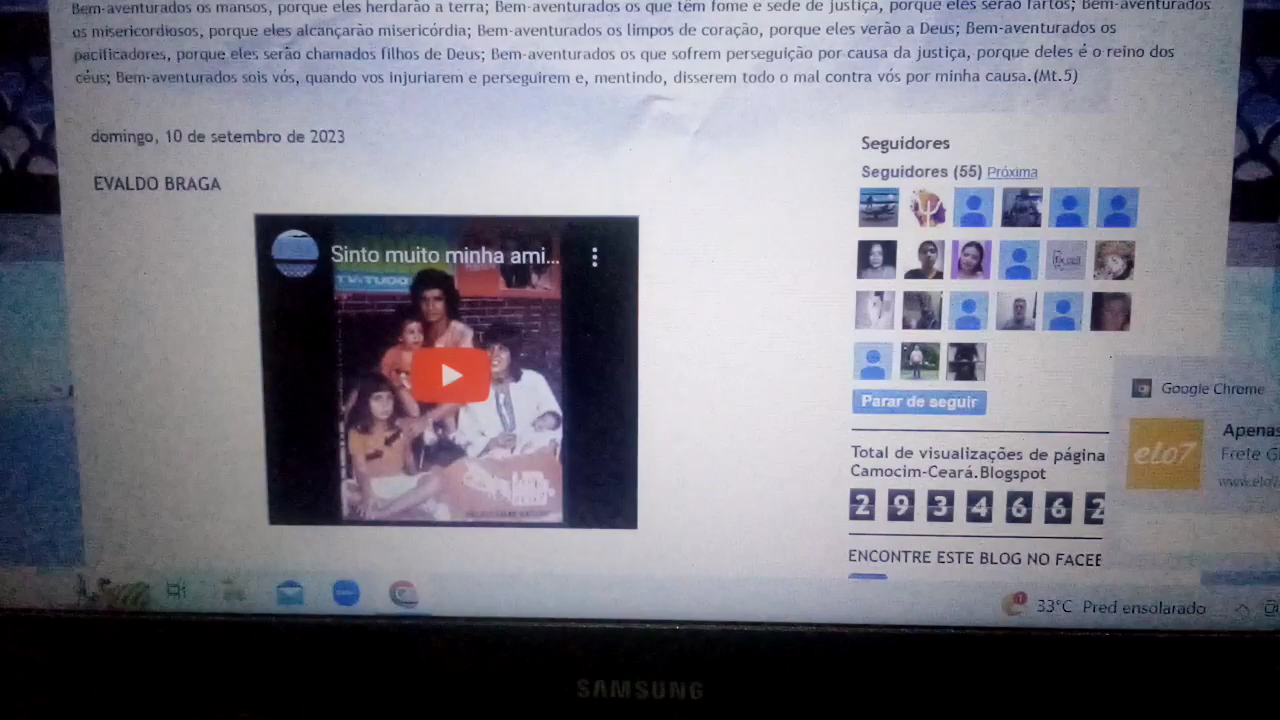 Bem-aventurados os mansos, porque eles herdarão a terra; Bem-aventurados os que têm fome e sede de justiça, porque eles serão fartos; Bem-aventurados
os misericordiosos, porque eles alcançarão misericórdia; Bem-aventurados os limpos de coração, porque eles verão a Deus; Bem-aventurados os
pacificadores, porque eles serão chamados filhos de Deus; Bem-aventurados os que sofrem perseguição por causa da justiça, porque deles é o reino dos
céus; Bem-aventurados sois vós, quando vos injuriarem e perseguirem e, mentindo, disserem todo o mal contra vós por minha causa.(Mt.5)
domingo, 10 de setembro de 2023
EVALDO BRAGA
Sinto muito minha ami...
TV-TUDO
Seguidores
Seguidores (55) Próxima
Parar de seguir
Total de visualizações de página
Camocim-Ceará.Blogspot
2 9 3 4 6 6 2
ENCONTRE ESTE BLOG NO FACEB
Google Chrome
elo7
Apenas
Frete G
www.elo7
33°C Pred ensolarado
SAMSUNG